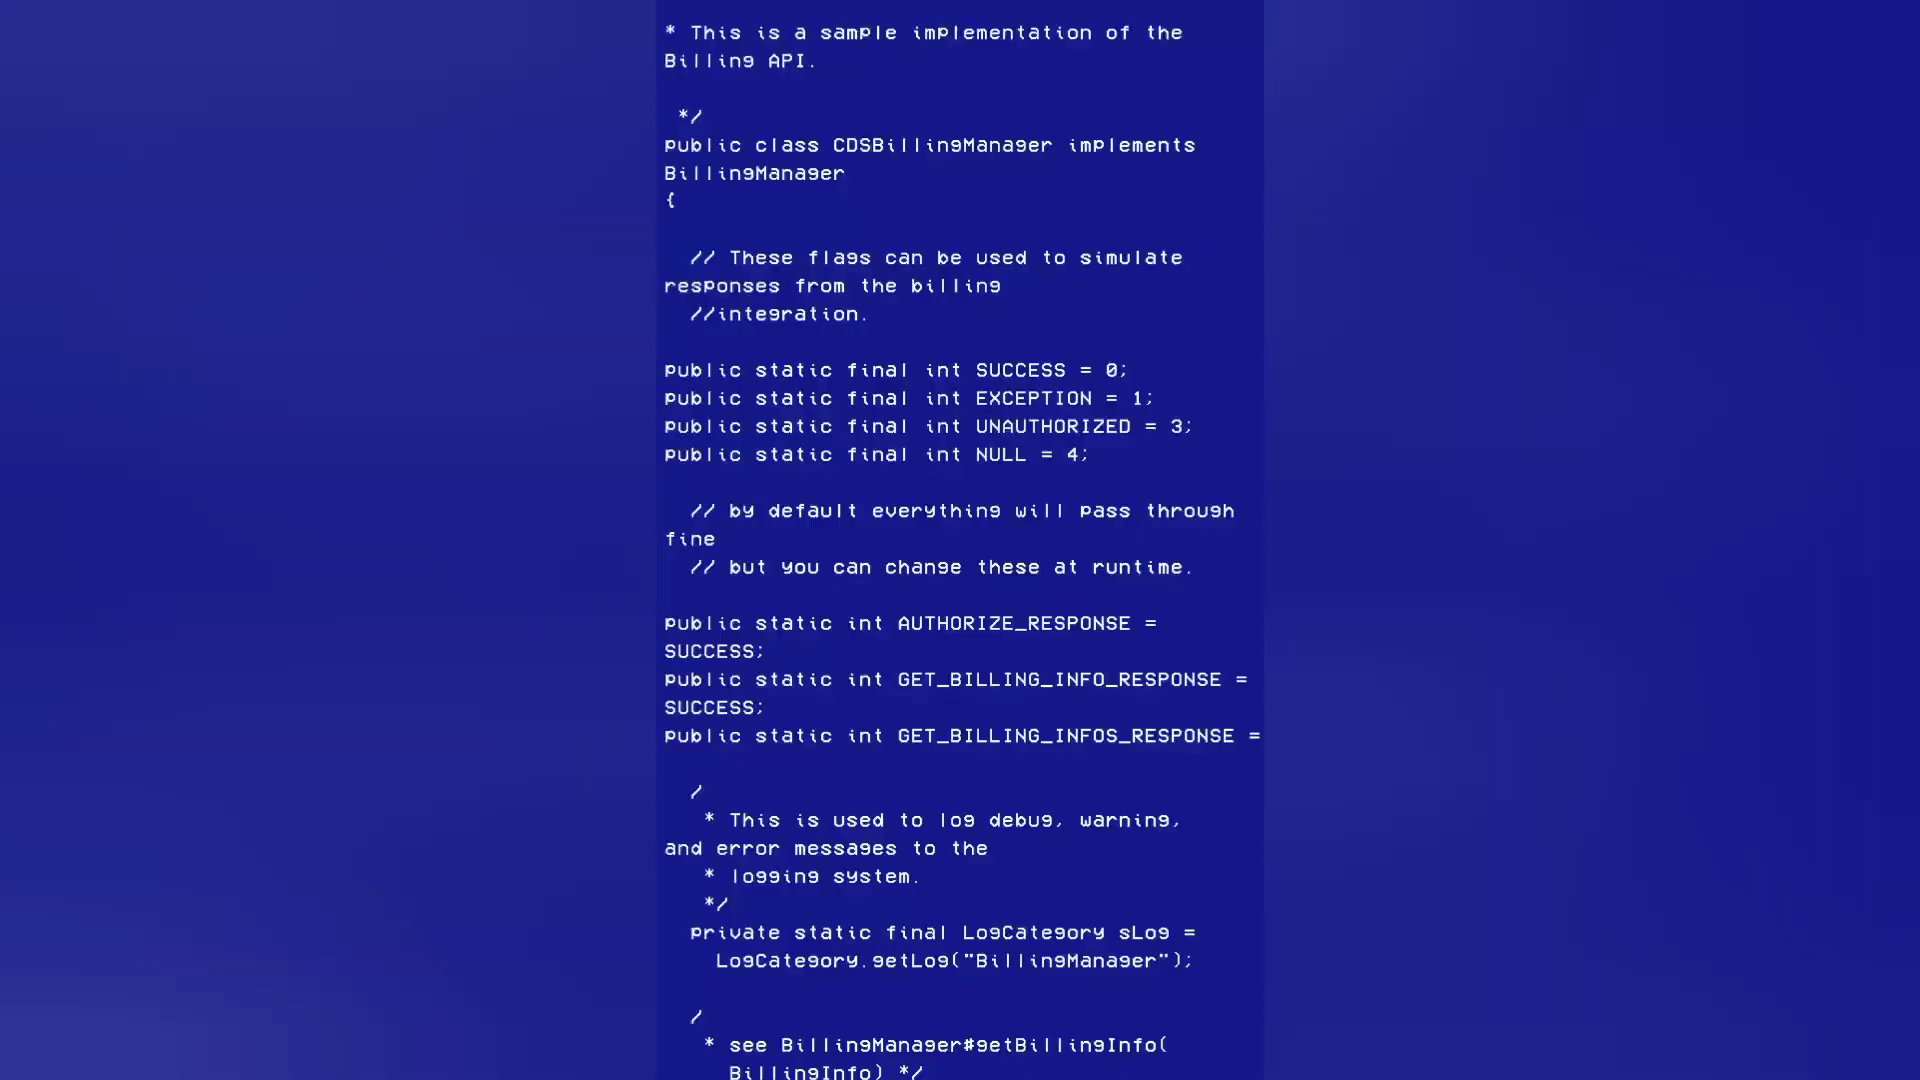 * This is a sample implementation of the
Billing API.
*/
public class CDSBillingManager implements
BillingManager
{
// These flags can be used to simulate
responses from the billing
//integration.
public static final int SUCCESS = 0;
public static final int EXCEPTION = 1;
public static final int UNAUTHORIZED = 3;
public static final int NULL = 4;
// by default everything will pass through
fine
// but you can change these at runtime.
public static int AUTHORIZE_RESPONSE =
SUCCESS;
public static int GET_BILLING_INFO_RESPONSE =
SUCCESS;
public static int GET_BILLING_INFOS_RESPONSE =
/
* This is used to log debug, warning,
and error messages to the
* logging system.
*/
private static final LogCategory sLog =
LogCategory.getLog("BillingManager");
/
* see BillingManager#getBillingInfo(
BillingInfo) */